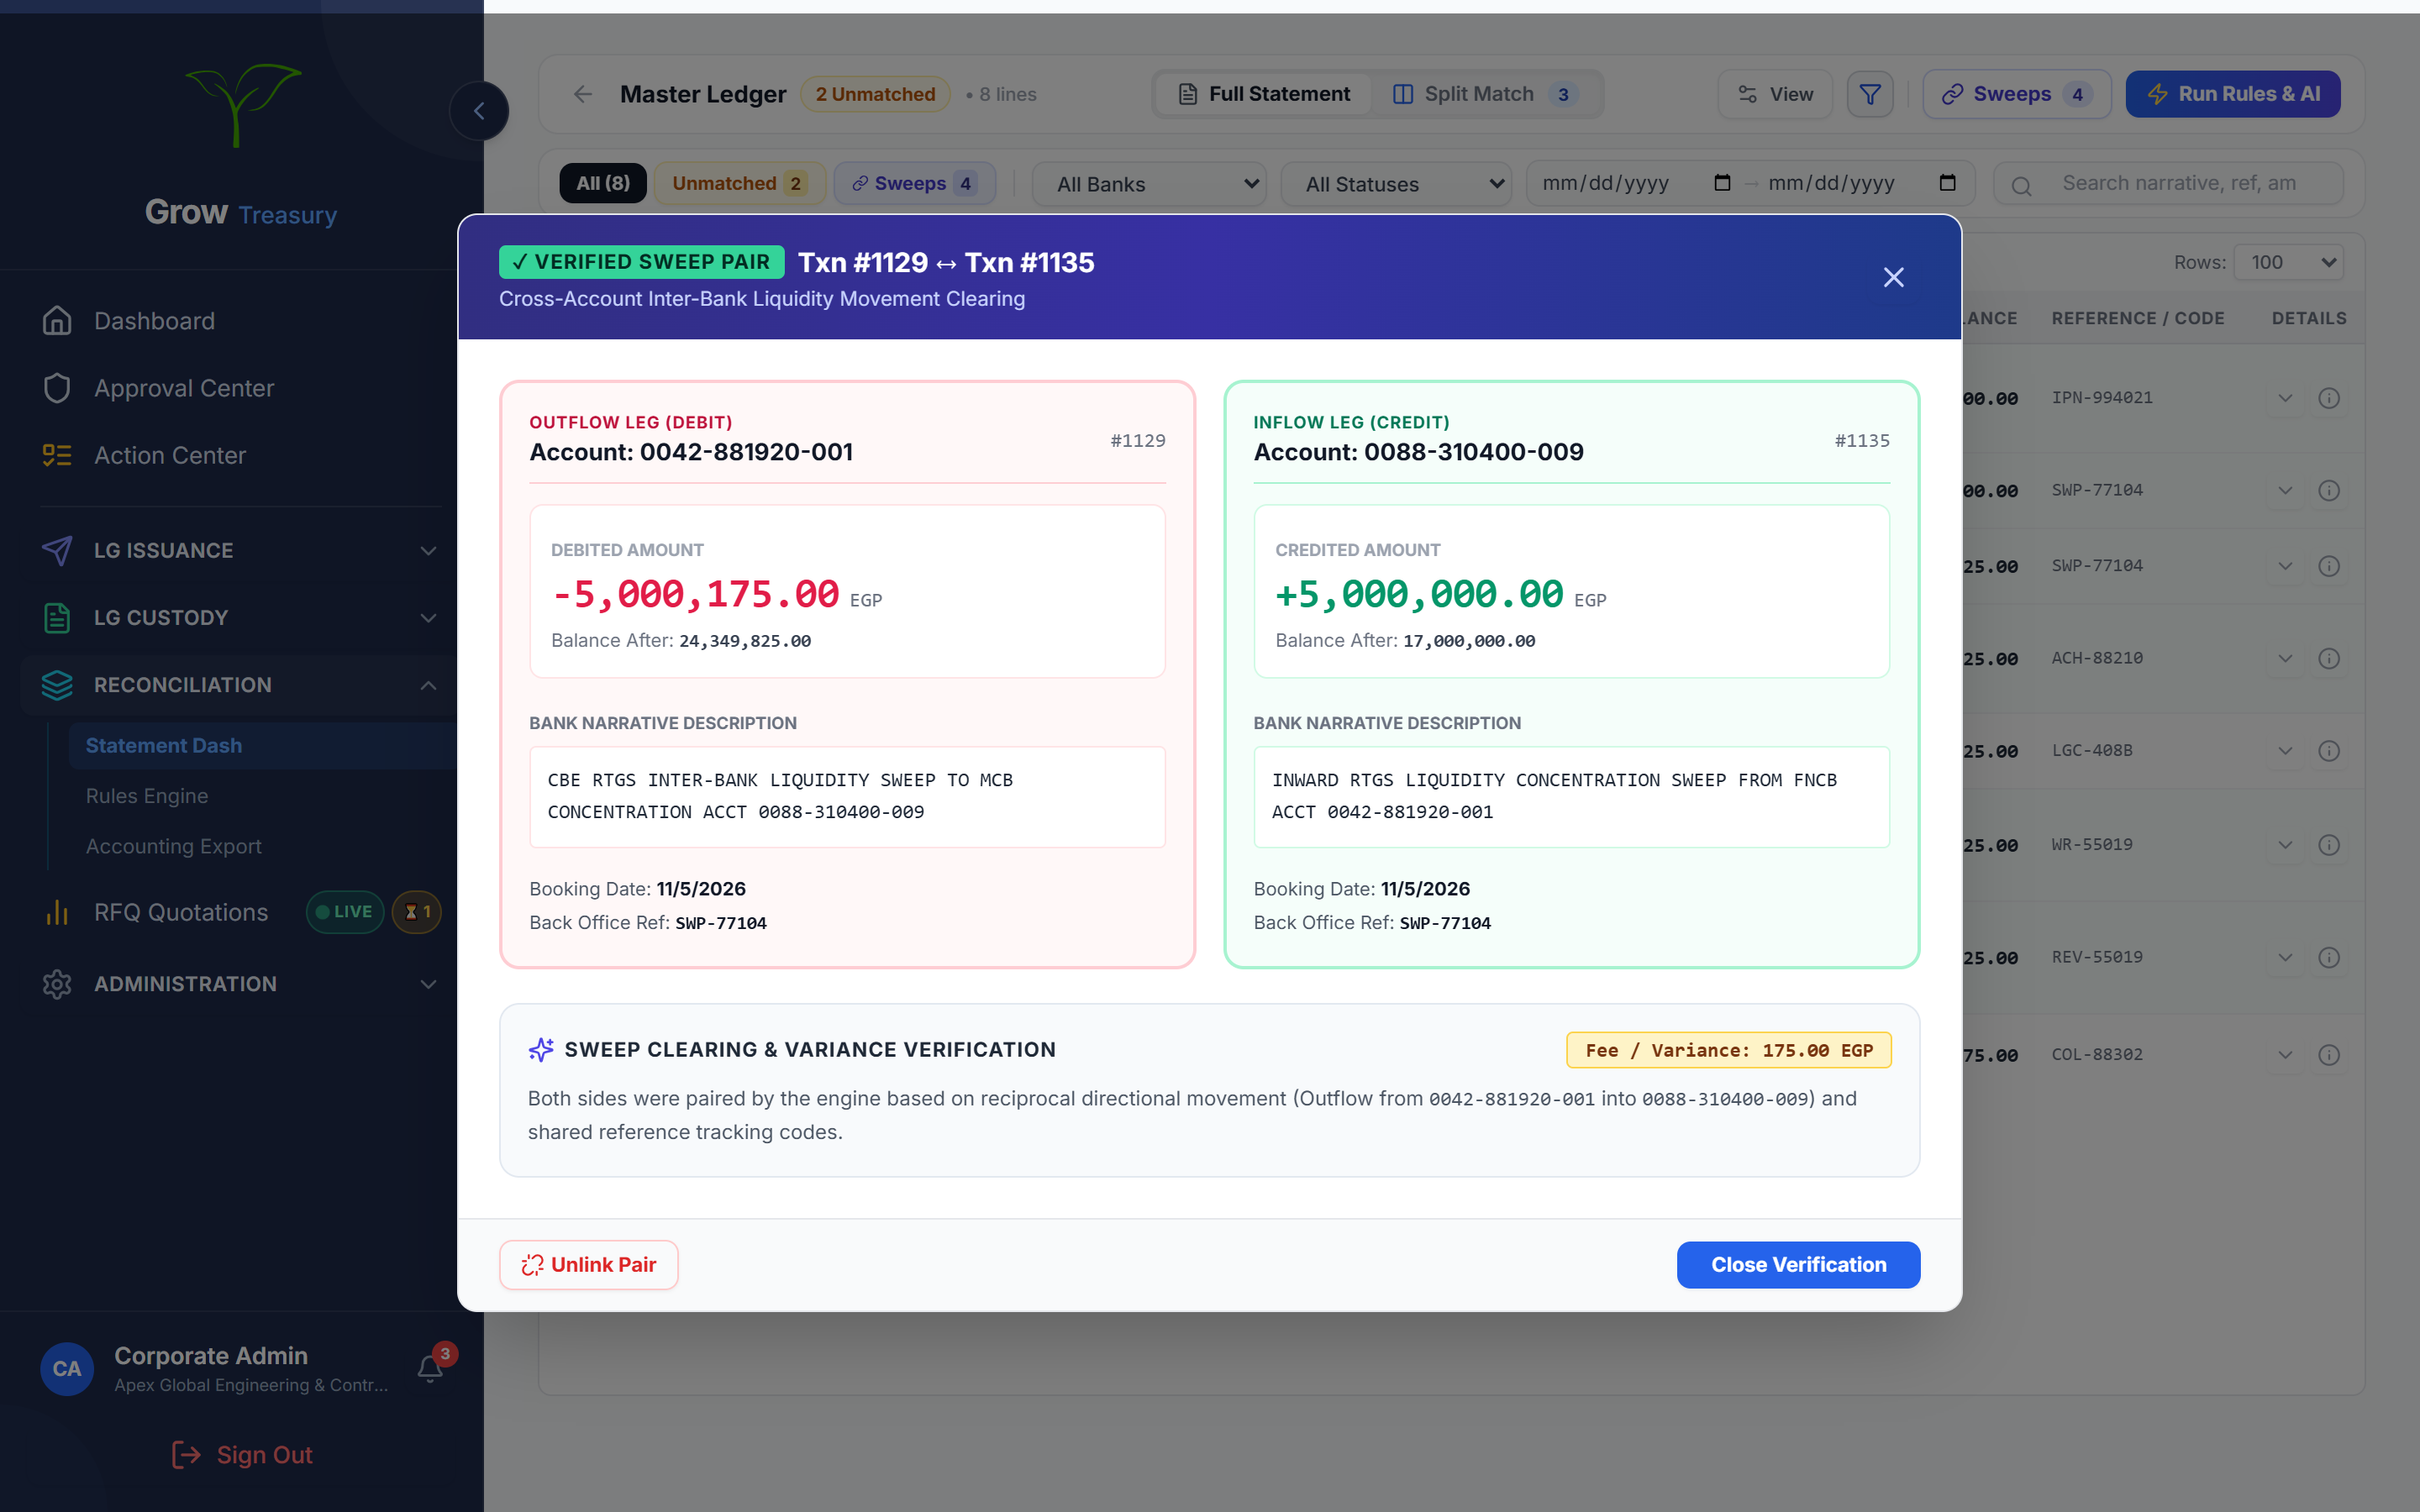 Grow Treasury
Dashboard
Approval Center
Action Center
LG ISSUANCE
LG CUSTODY
RECONCILIATION
Statement Dash
Rules Engine
Accounting Export
RFQ Quotations
LIVE
1
ADMINISTRATION
CA
Corporate Admin
Apex Global Engineering & Contr...
3
Sign Out
Master Ledger
2 Unmatched
• 8 lines
Full Statement
Split Match 3
View
Sweeps 4
Run Rules & AI
All (8)
Unmatched 2
Sweeps 4
All Banks
All Statuses
mm/dd/yyyy → mm/dd/yyyy
Search narrative, ref, am
Rows: 100
LANCE
REFERENCE / CODE
DETAILS
00.00 IPN-994021
00.00 SWP-77104
25.00 SWP-77104
25.00 ACH-88210
25.00 LGC-408B
25.00 WR-55019
25.00 REV-55019
75.00 COL-88302
✓ VERIFIED SWEEP PAIR Txn #1129 ↔ Txn #1135
Cross-Account Inter-Bank Liquidity Movement Clearing
OUTFLOW LEG (DEBIT)
Account: 0042-881920-001
#1129
DEBITED AMOUNT
-5,000,175.00 EGP
Balance After: 24,349,825.00
BANK NARRATIVE DESCRIPTION
CBE RTGS INTER-BANK LIQUIDITY SWEEP TO MCB
CONCENTRATION ACCT 0088-310400-009
Booking Date: 11/5/2026
Back Office Ref: SWP-77104
INFLOW LEG (CREDIT)
Account: 0088-310400-009
#1135
CREDITED AMOUNT
+5,000,000.00 EGP
Balance After: 17,000,000.00
BANK NARRATIVE DESCRIPTION
INWARD RTGS LIQUIDITY CONCENTRATION SWEEP FROM FNCB
ACCT 0042-881920-001
Booking Date: 11/5/2026
Back Office Ref: SWP-77104
SWEEP CLEARING & VARIANCE VERIFICATION
Fee / Variance: 175.00 EGP
Both sides were paired by the engine based on reciprocal directional movement (Outflow from 0042-881920-001 into 0088-310400-009) and
shared reference tracking codes.
Unlink Pair
Close Verification